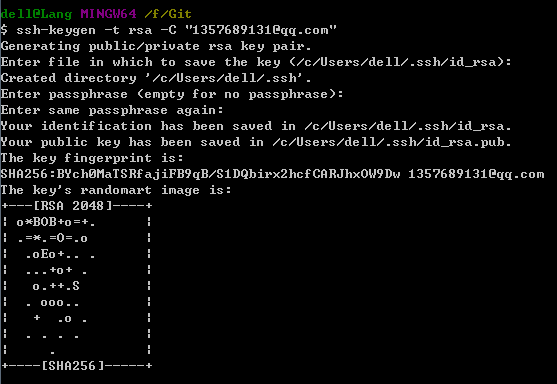 dell@Lang MINGW64 /f/Git
$ ssh-keygen -t rsa -C "1357689131@qq.com"
Generating public/private rsa key pair.
Enter file in which to save the key (/c/Users/dell/.ssh/id_rsa):
Created directory '/c/Users/dell/.ssh'.
Enter passphrase (empty for no passphrase):
Enter same passphrase again:
Your identification has been saved in /c/Users/dell/.ssh/id_rsa.
Your public key has been saved in /c/Users/dell/.ssh/id_rsa.pub.
The key fingerprint is:
SHA256:BYch0MaTSRfajiFB9qB/S1DQbirx2hcfCARJhxOW9Dw 1357689131@qq.com
The key's randomart image is:
+---[RSA 2048]----+
| o*BOB+o=+.      |
| .=*.=O=.o       |
|  .oEo+.. .      |
|  ...+o+ .       |
|   o.++.S        |
|  . ooo..        |
|   +  .o .       |
|  . . . .        |
|     .           |
+----[SHA256]-----+